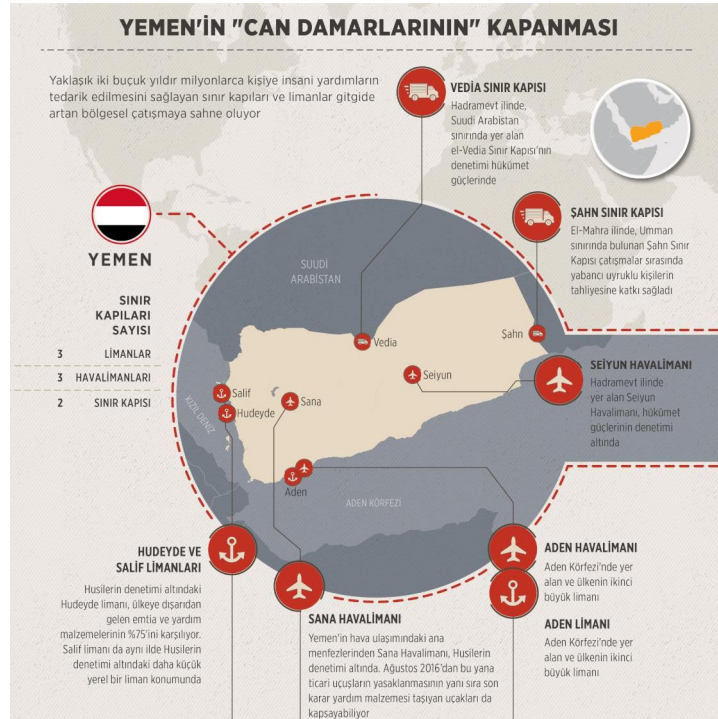 YEMEN'İN "CAN DAMARLARININ" KAPANMASI
Yaklaşık iki buçuk yıldır milyonlarca kişiye insani yardımların
tedarik edilmesini sağlayan sınır kapıları ve limanlar gitgide
artan bölgesel çatışmaya sahne oluyor
VEDİA SINIR KAPISI
Hadramevt ilinde,
Suudi Arabistan
sınırında yer alan
el-Vedia Sınır Kapısı'nın
denetimi hükümet
güçlerinde
ŞAHN SINIR KAPISI
El-Mahra ilinde, Umman
sınırında bulunan Şahn Sınır
Kapısı çatışmalar sırasında
yabancı uyruklu kişilerin
tahliyesine katkı sağladı
YEMEN
SINIR
KAPILARI
SAYISI
3 LİMANLAR
3 HAVALİMANLARI
2 SINIR KAPISI
SUUDİ
ARABİSTAN
Vedia
Şahn
Seiyun
Salif
Hudeyde
Sana
Aden
KIZIL DENİZ
ADEN KÖRFEZİ
SEİYUN HAVALİMANI
Hadramevt ilinde
yer alan Seiyun
Havalimanı, hükümet
güçlerinin denetimi
altında
HUDEYDE VE
SALİF LİMANLARI
Husilerin denetimi altındaki
Hudeyde limanı, ülkeye dışarıdan
gelen emtia ve yardım
malzemelerinin %75'ini karşılıyor.
Salif limanı da aynı ilde Husilerin
denetimi altındaki daha küçük
yerel bir liman konumunda
SANA HAVALİMANI
Yemen'in hava ulaşımındaki ana
menfezlerinden Sana Havalimanı, Husilerin
denetimi altında. Ağustos 2016'dan bu yana
ticari uçuşların yasaklanmasının yanı sıra son
karar yardım malzemesi taşıyan uçakları da
kapsayabiliyor
ADEN HAVALİMANI
Aden Körfezi'nde yer
alan ve ülkenin ikinci
büyük limanı
ADEN LİMANI
Aden Körfezi'nde yer
alan ve ülkenin ikinci
büyük limanı